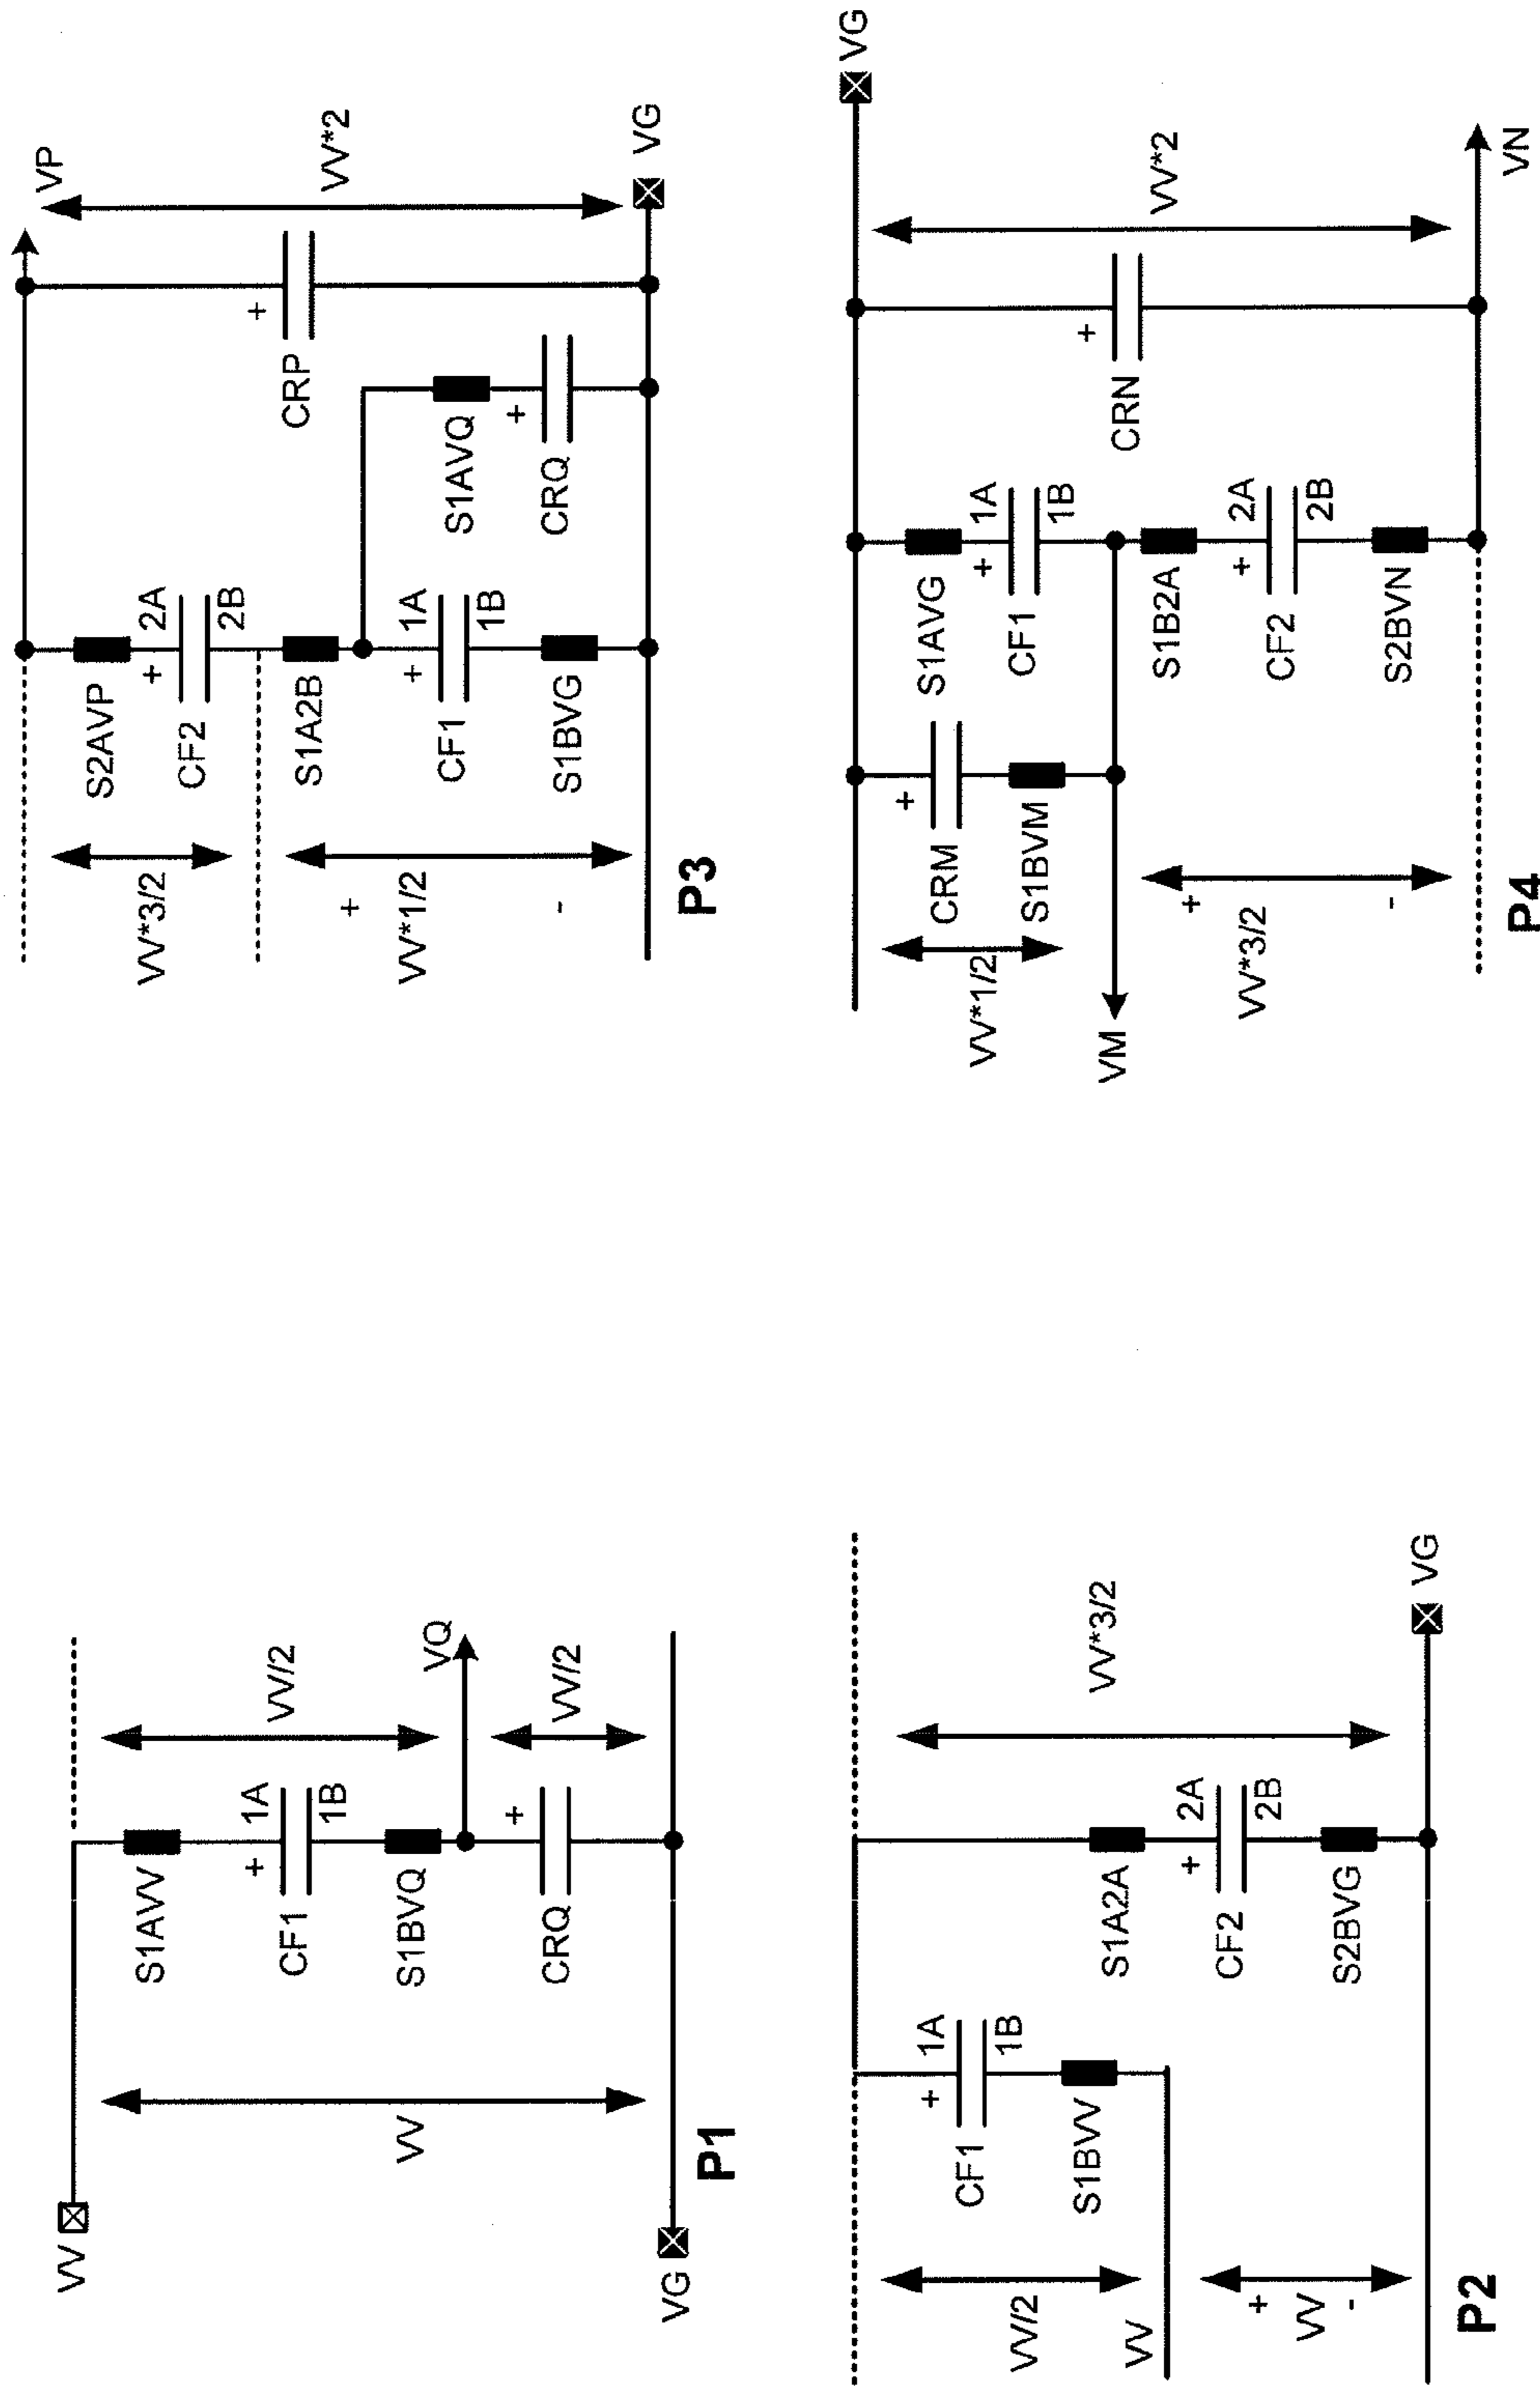 VV
VG
VV
S1AVV
+
1A
CF1
1B
S1BVQ
VQ
+
CRQ
VV/2
VV/2
P1
VP
S2AVP
+
2A
CF2
2B
S1A2B
+
1A
CF1
1B
S1BVG
S1AVQ
+
CRQ
+
CRP
VV*2
VG
VV*3/2
+
VV*1/2
-
P3
VV/2
VV
+
VV
-
+
1A
CF1
1B
S1BVV
S1A2A
+
2A
CF2
2B
S2BVG
VV*3/2
VG
P2
VG
+
CRM
S1BVM
VV*1/2
VM
S1AVG
+
1A
CF1
1B
S1B2A
+
2A
CF2
2B
S2BVN
+
VV*3/2
-
+
CRN
VV*2
VN
P4